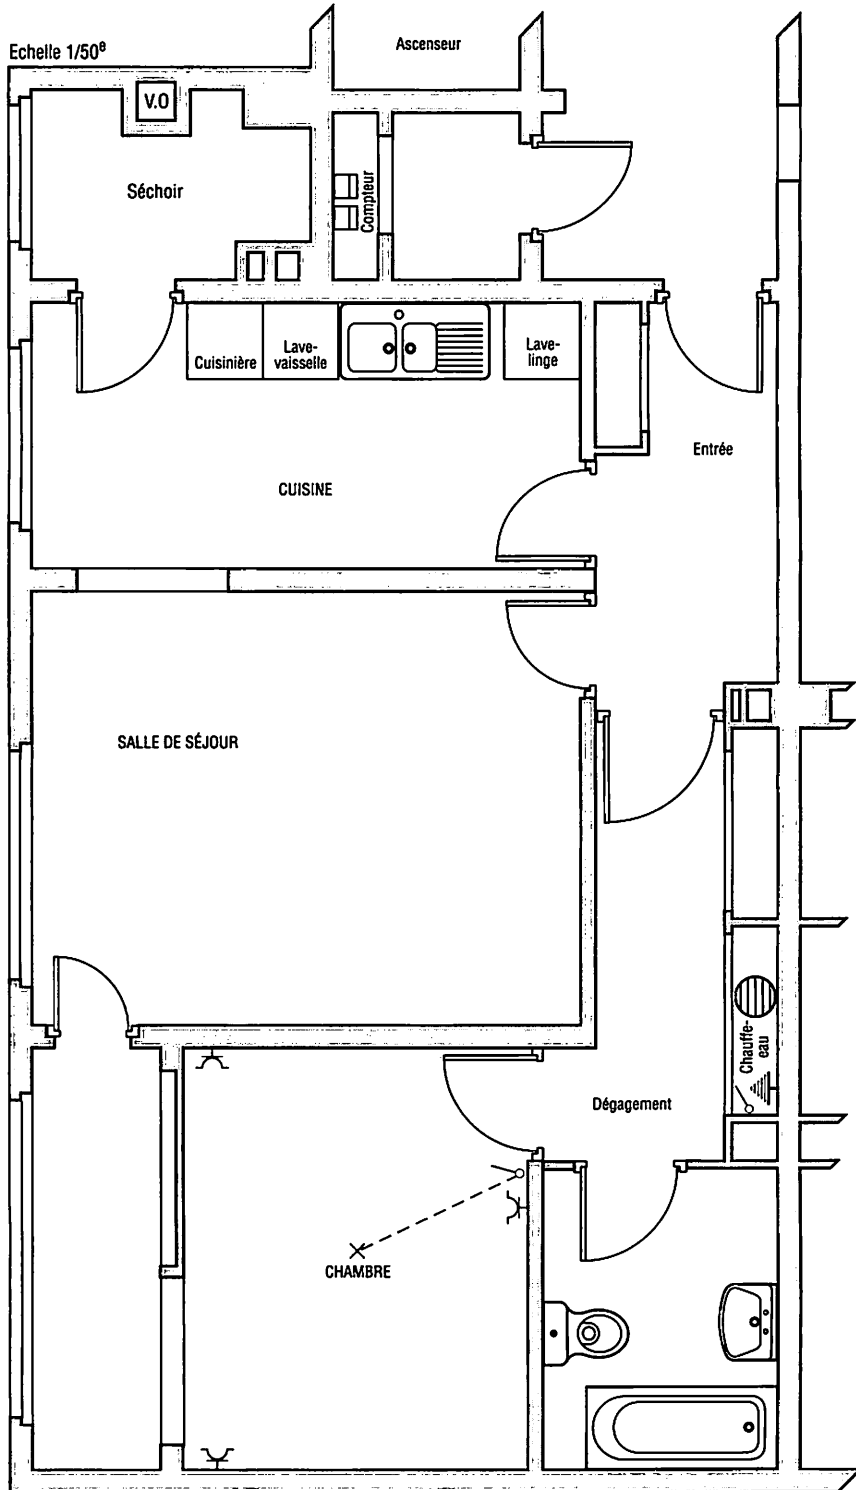 Echelle 1/50e
Ascenseur
V.O
Séchoir
Compteur
Cuisinière
Lave-
vaisselle
Lave-
linge
Entrée
CUISINE
SALLE DE SÉJOUR
Chauffe-
eau
Dégagement
CHAMBRE